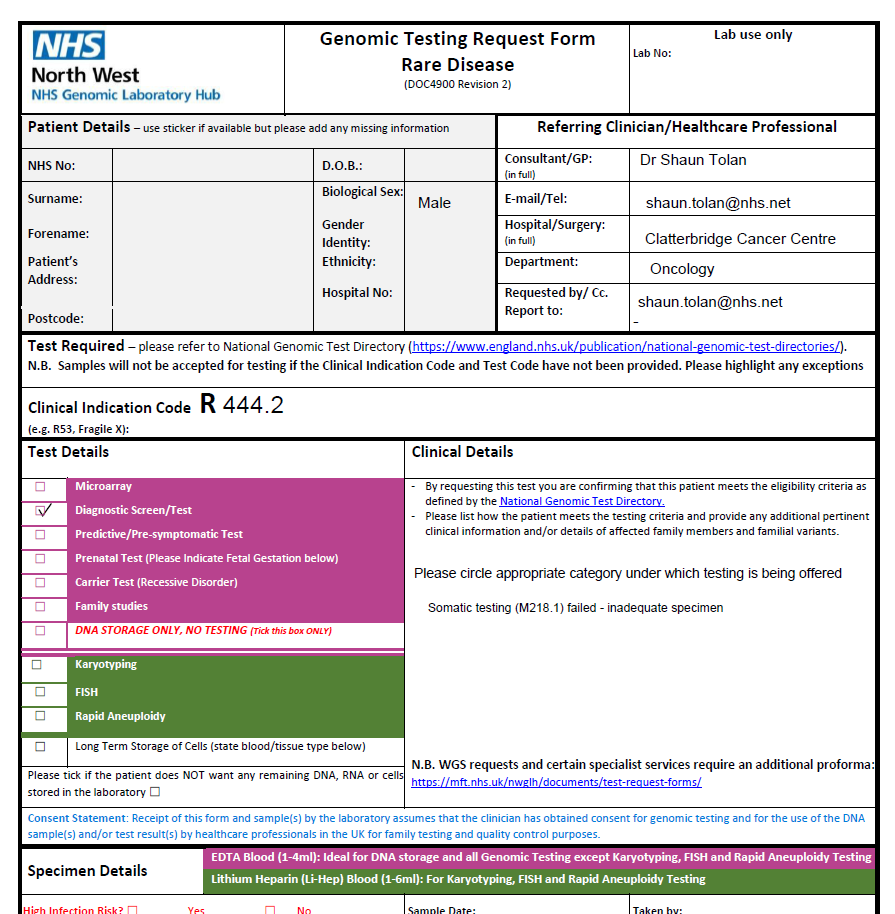 NHS
North West
NHS Genomic Laboratory Hub
Genomic Testing Request Form
Rare Disease
(DOC4900 Revision 2)
Lab use only
Lab No:
Patient Details – use sticker if available but please add any missing information
Referring Clinician/Healthcare Professional
NHS No:
D.O.B.:
Consultant/GP:
(in full)
Dr Shaun Tolan
Surname:
Biological Sex:
Male
E-mail/Tel:
shaun.tolan@nhs.net
Forename:
Gender
Identity:
Hospital/Surgery:
(in full)
Clatterbridge Cancer Centre
Patient’s
Address:
Ethnicity:
Department:
Oncology
Hospital No:
Requested by/ Cc.
Report to:
shaun.tolan@nhs.net
-
Postcode:
Test Required – please refer to National Genomic Test Directory (https://www.england.nhs.uk/publication/national-genomic-test-directories/).
N.B. Samples will not be accepted for testing if the Clinical Indication Code and Test Code have not been provided. Please highlight any exceptions
Clinical Indication Code R 444.2
(e.g. R53, Fragile X):
Test Details
Clinical Details
Microarray
Diagnostic Screen/Test
Predictive/Pre-symptomatic Test
Prenatal Test (Please Indicate Fetal Gestation below)
Carrier Test (Recessive Disorder)
Family studies
DNA STORAGE ONLY, NO TESTING (Tick this box ONLY)
Karyotyping
FISH
Rapid Aneuploidy
Long Term Storage of Cells (state blood/tissue type below)
Please tick if the patient does NOT want any remaining DNA, RNA or cells
stored in the laboratory
- By requesting this test you are confirming that this patient meets the eligibility criteria as
defined by the National Genomic Test Directory.
- Please list how the patient meets the testing criteria and provide any additional pertinent
clinical information and/or details of affected family members and familial variants.
Please circle appropriate category under which testing is being offered
Somatic testing (M218.1) failed - inadequate specimen
N.B. WGS requests and certain specialist services require an additional proforma:
https://mft.nhs.uk/nwglh/documents/test-request-forms/
Consent Statement: Receipt of this form and sample(s) by the laboratory assumes that the clinician has obtained consent for genomic testing and for the use of the DNA
sample(s) and/or test result(s) by healthcare professionals in the UK for family testing and quality control purposes.
Specimen Details
EDTA Blood (1-4ml): Ideal for DNA storage and all Genomic Testing except Karyotyping, FISH and Rapid Aneuploidy Testing
Lithium Heparin (Li-Hep) Blood (1-6ml): For Karyotyping, FISH and Rapid Aneuploidy Testing
High Infection Risk?
Yes
No
Sample Date:
Taken by: